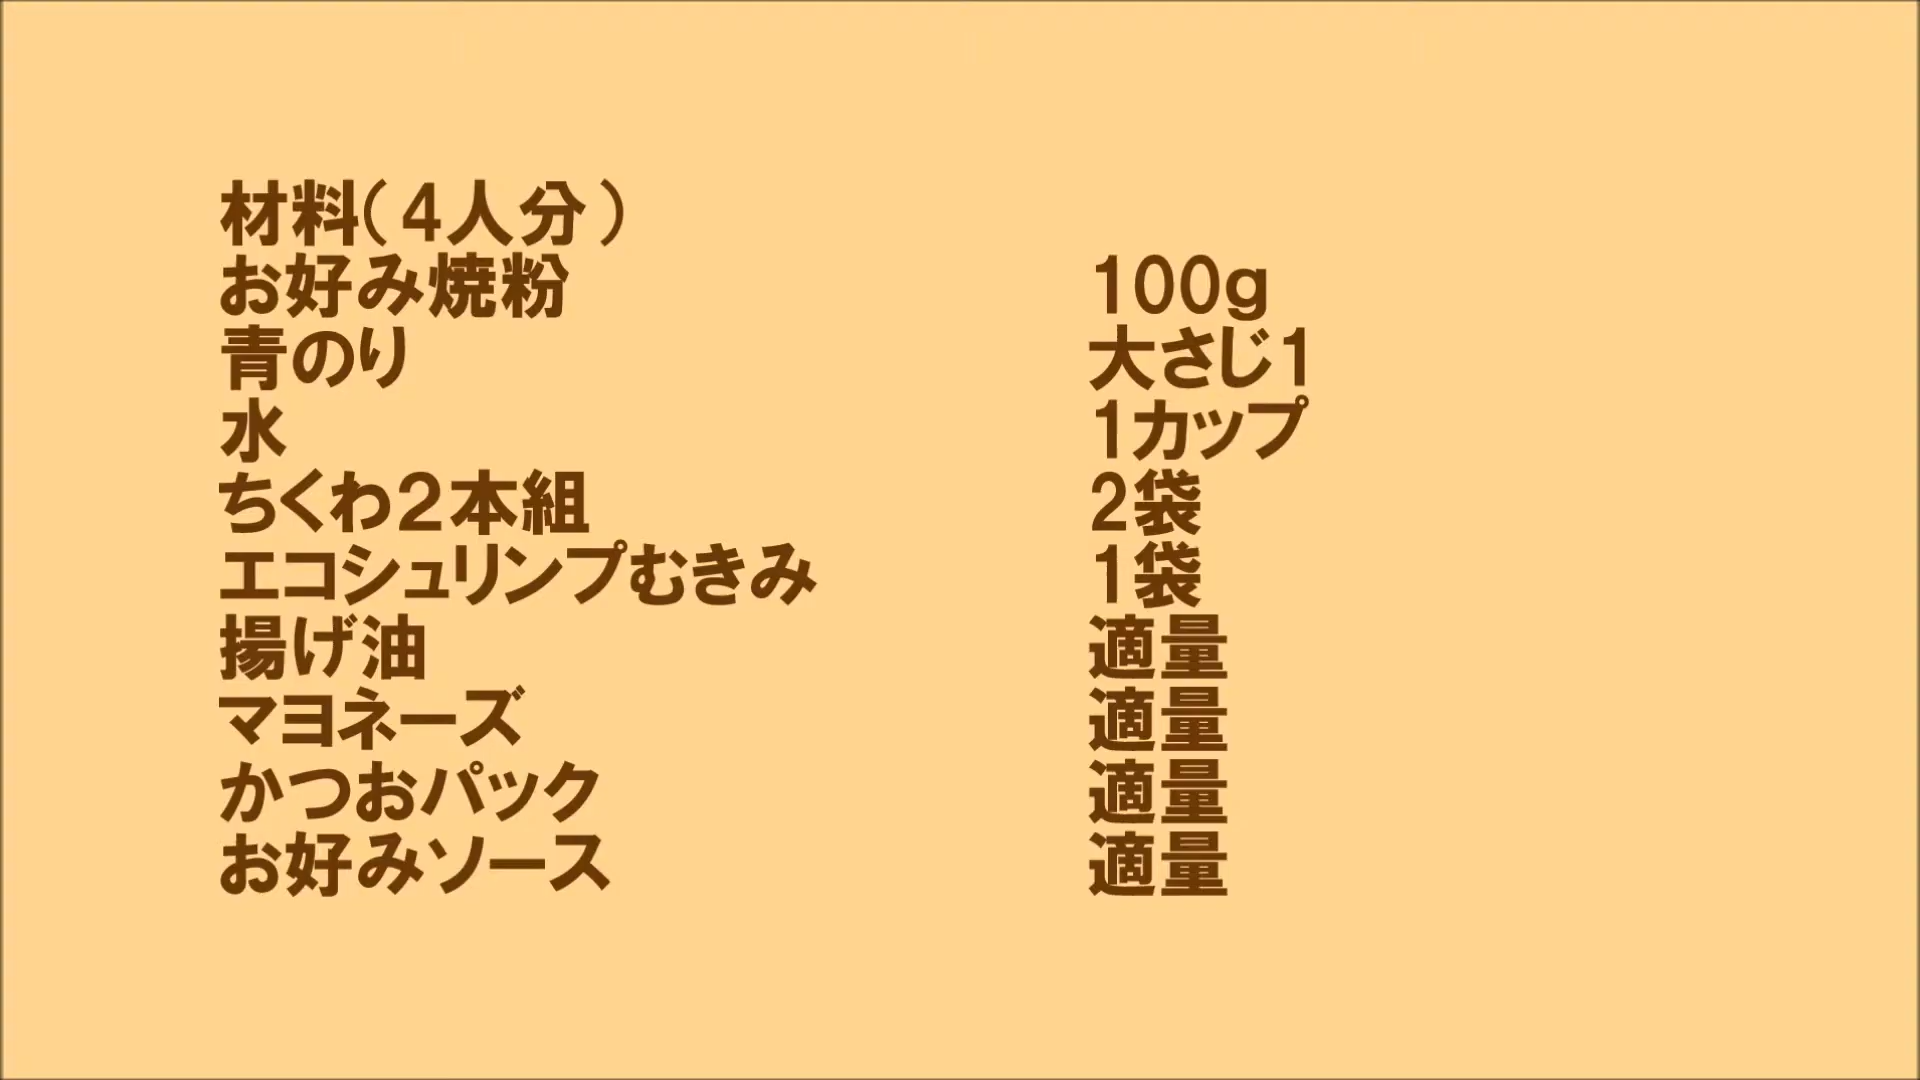 材料（４人分）
お好み焼粉 100g
青のり 大さじ1
水 1カップ
ちくわ２本組 2袋
エコシュリンプむきみ 1袋
揚げ油 適量
マヨネーズ 適量
かつおパック 適量
お好みソース 適量